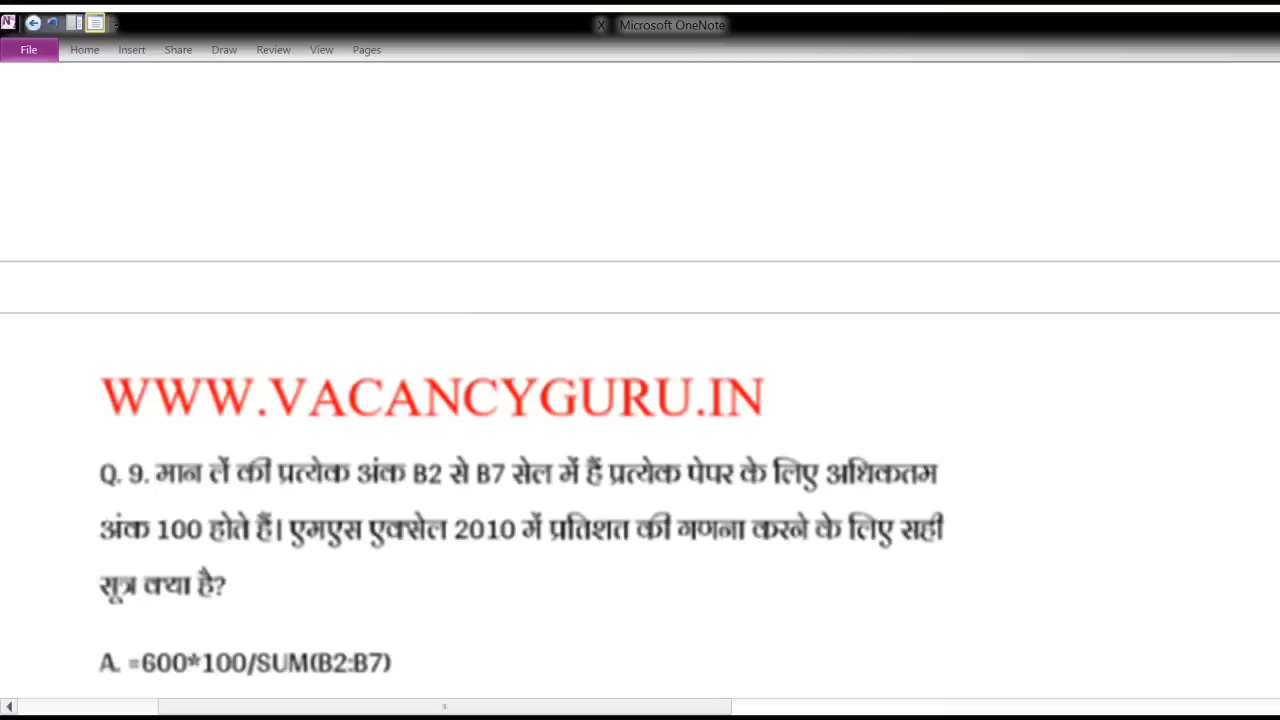 X Microsoft OneNote
File Home Insert Share Draw Review View Pages
WWW.VACANCYGURU.IN
Q. 9. मान लें की प्रत्येक अंक B2 से B7 सेल में हैं प्रत्येक पेपर के लिए अधिकतम
अंक 100 होते हैं। एमएस एक्सेल 2010 में प्रतिशत की गणना करने के लिए सही
सूत्र क्या है?
A. =600*100/SUM(B2:B7)